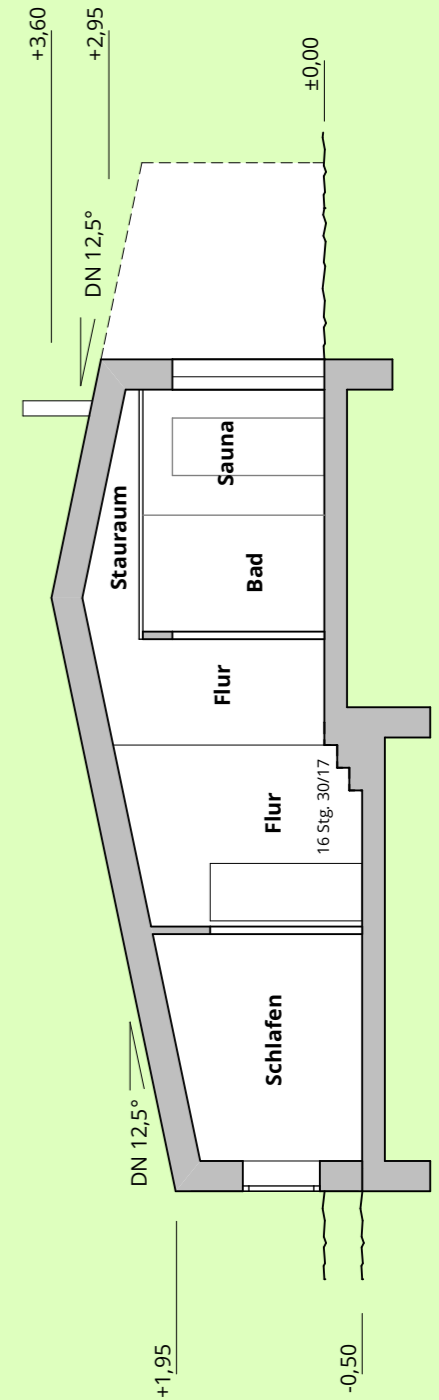 +3,60
+2,95
DN 12,5°
±0,00
DN 12,5°
+1,95
-0,50
Stauraum
Schlafen
Flur
16 Stg. 30/17
Flur
Bad
Sauna